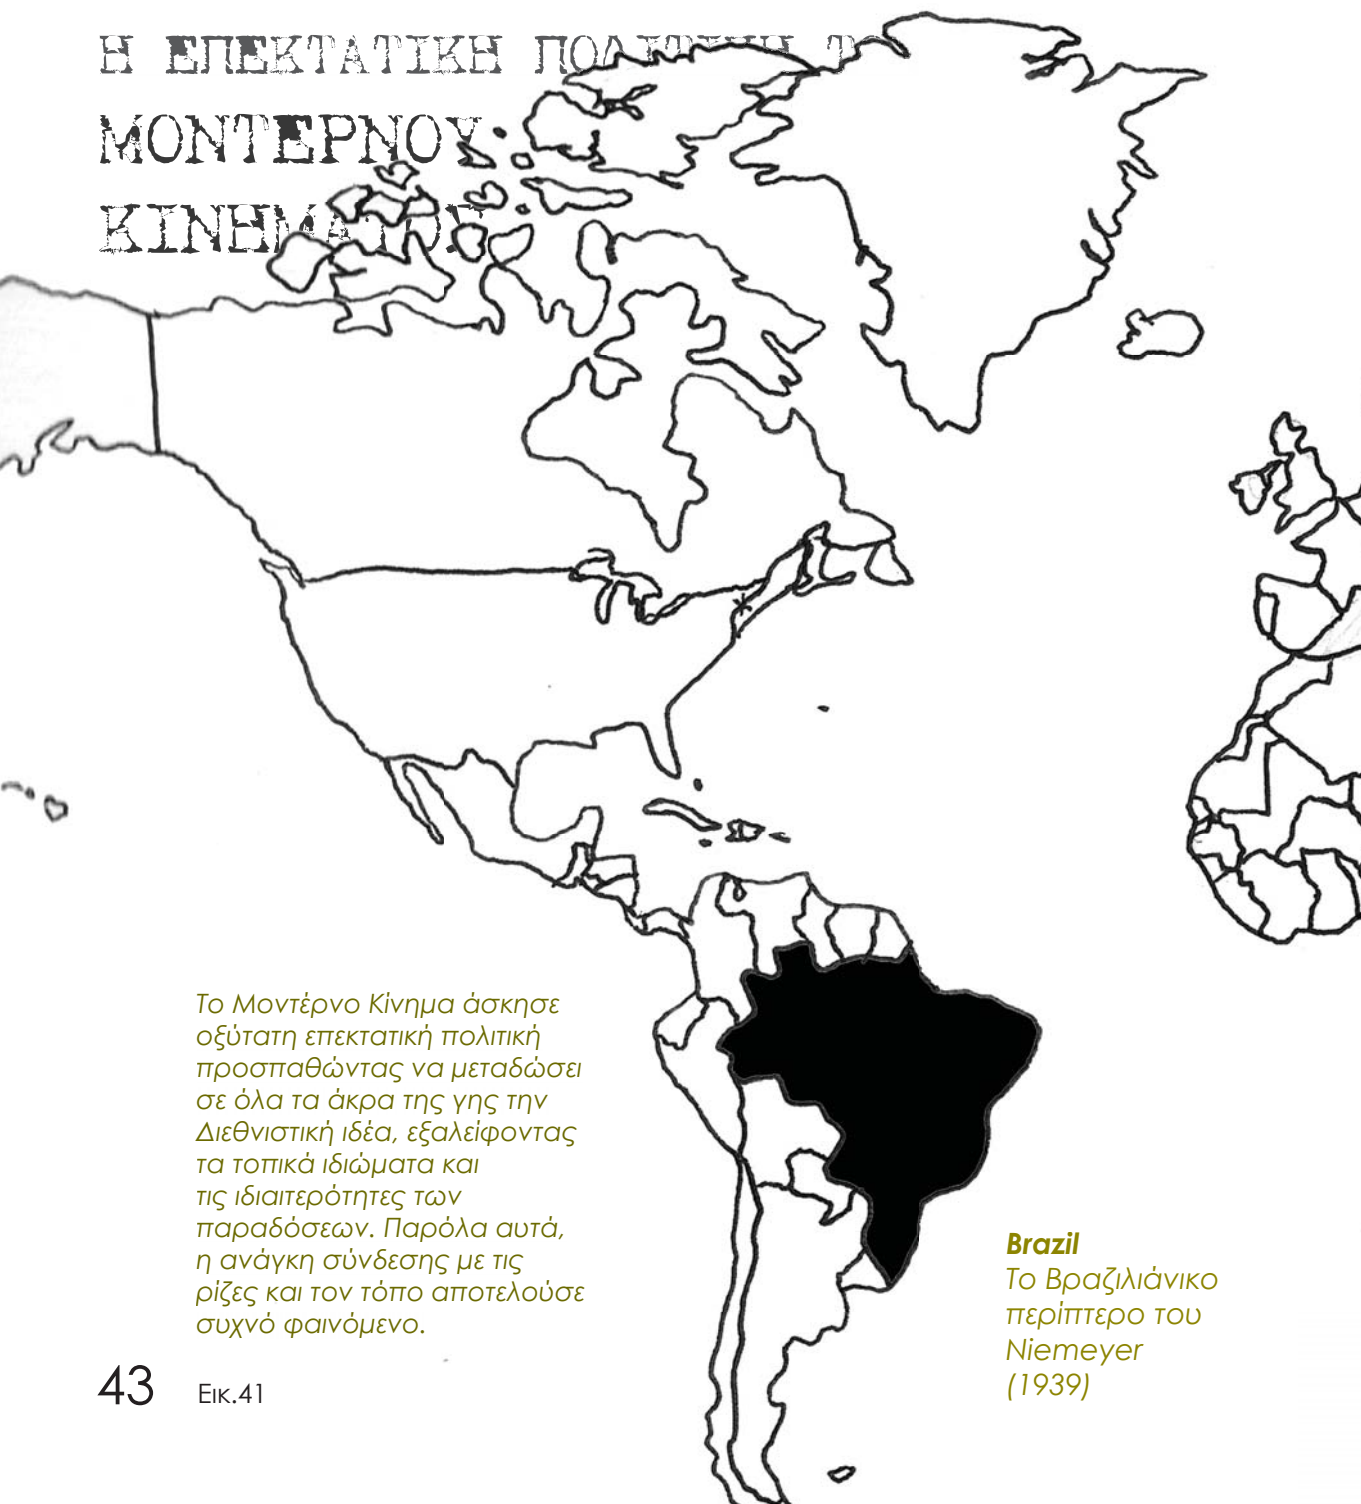 Η ΕΠΕΚΤΑΤΙΚΗ
ΜΟΝΤΕΡΝΟΥ
ΚΙΝΗΜΑΤΟΣ
Το Μοντέρνο Κίνημα άσκησε
οξύτατη επεκτατική πολιτική
προσπαθώντας να μεταδώσει
σε όλα τα άκρα της γης την
Διεθνιστική ιδέα, εξαλείφοντας
τα τοπικά ιδιώματα και
τις ιδιαιτερότητες των
παραδόσεων. Παρόλα αυτά,
η ανάγκη σύνδεσης με τις
ρίζες και τον τόπο αποτελούσε
συχνό φαινόμενο.
Brazil
Το Βραζιλιάνικο
περίπτερο του
Niemeyer
(1939)
43 Εικ.41